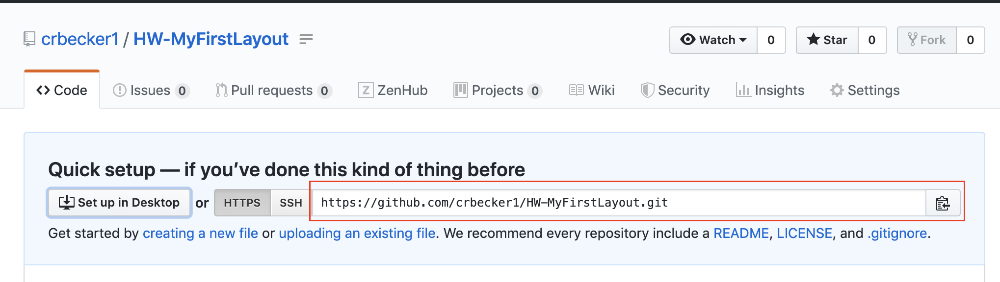 crbecker1 / HW-MyFirstLayout
Watch 0 Star 0 Fork 0
Code Issues 0 Pull requests 0 Z ZenHub Projects 0 Wiki Security Insights Settings
Quick setup — if you’ve done this kind of thing before
Set up in Desktop or HTTPS SSH https://github.com/crbecker1/HW-MyFirstLayout.git
Get started by creating a new file or uploading an existing file. We recommend every repository include a README, LICENSE, and .gitignore.